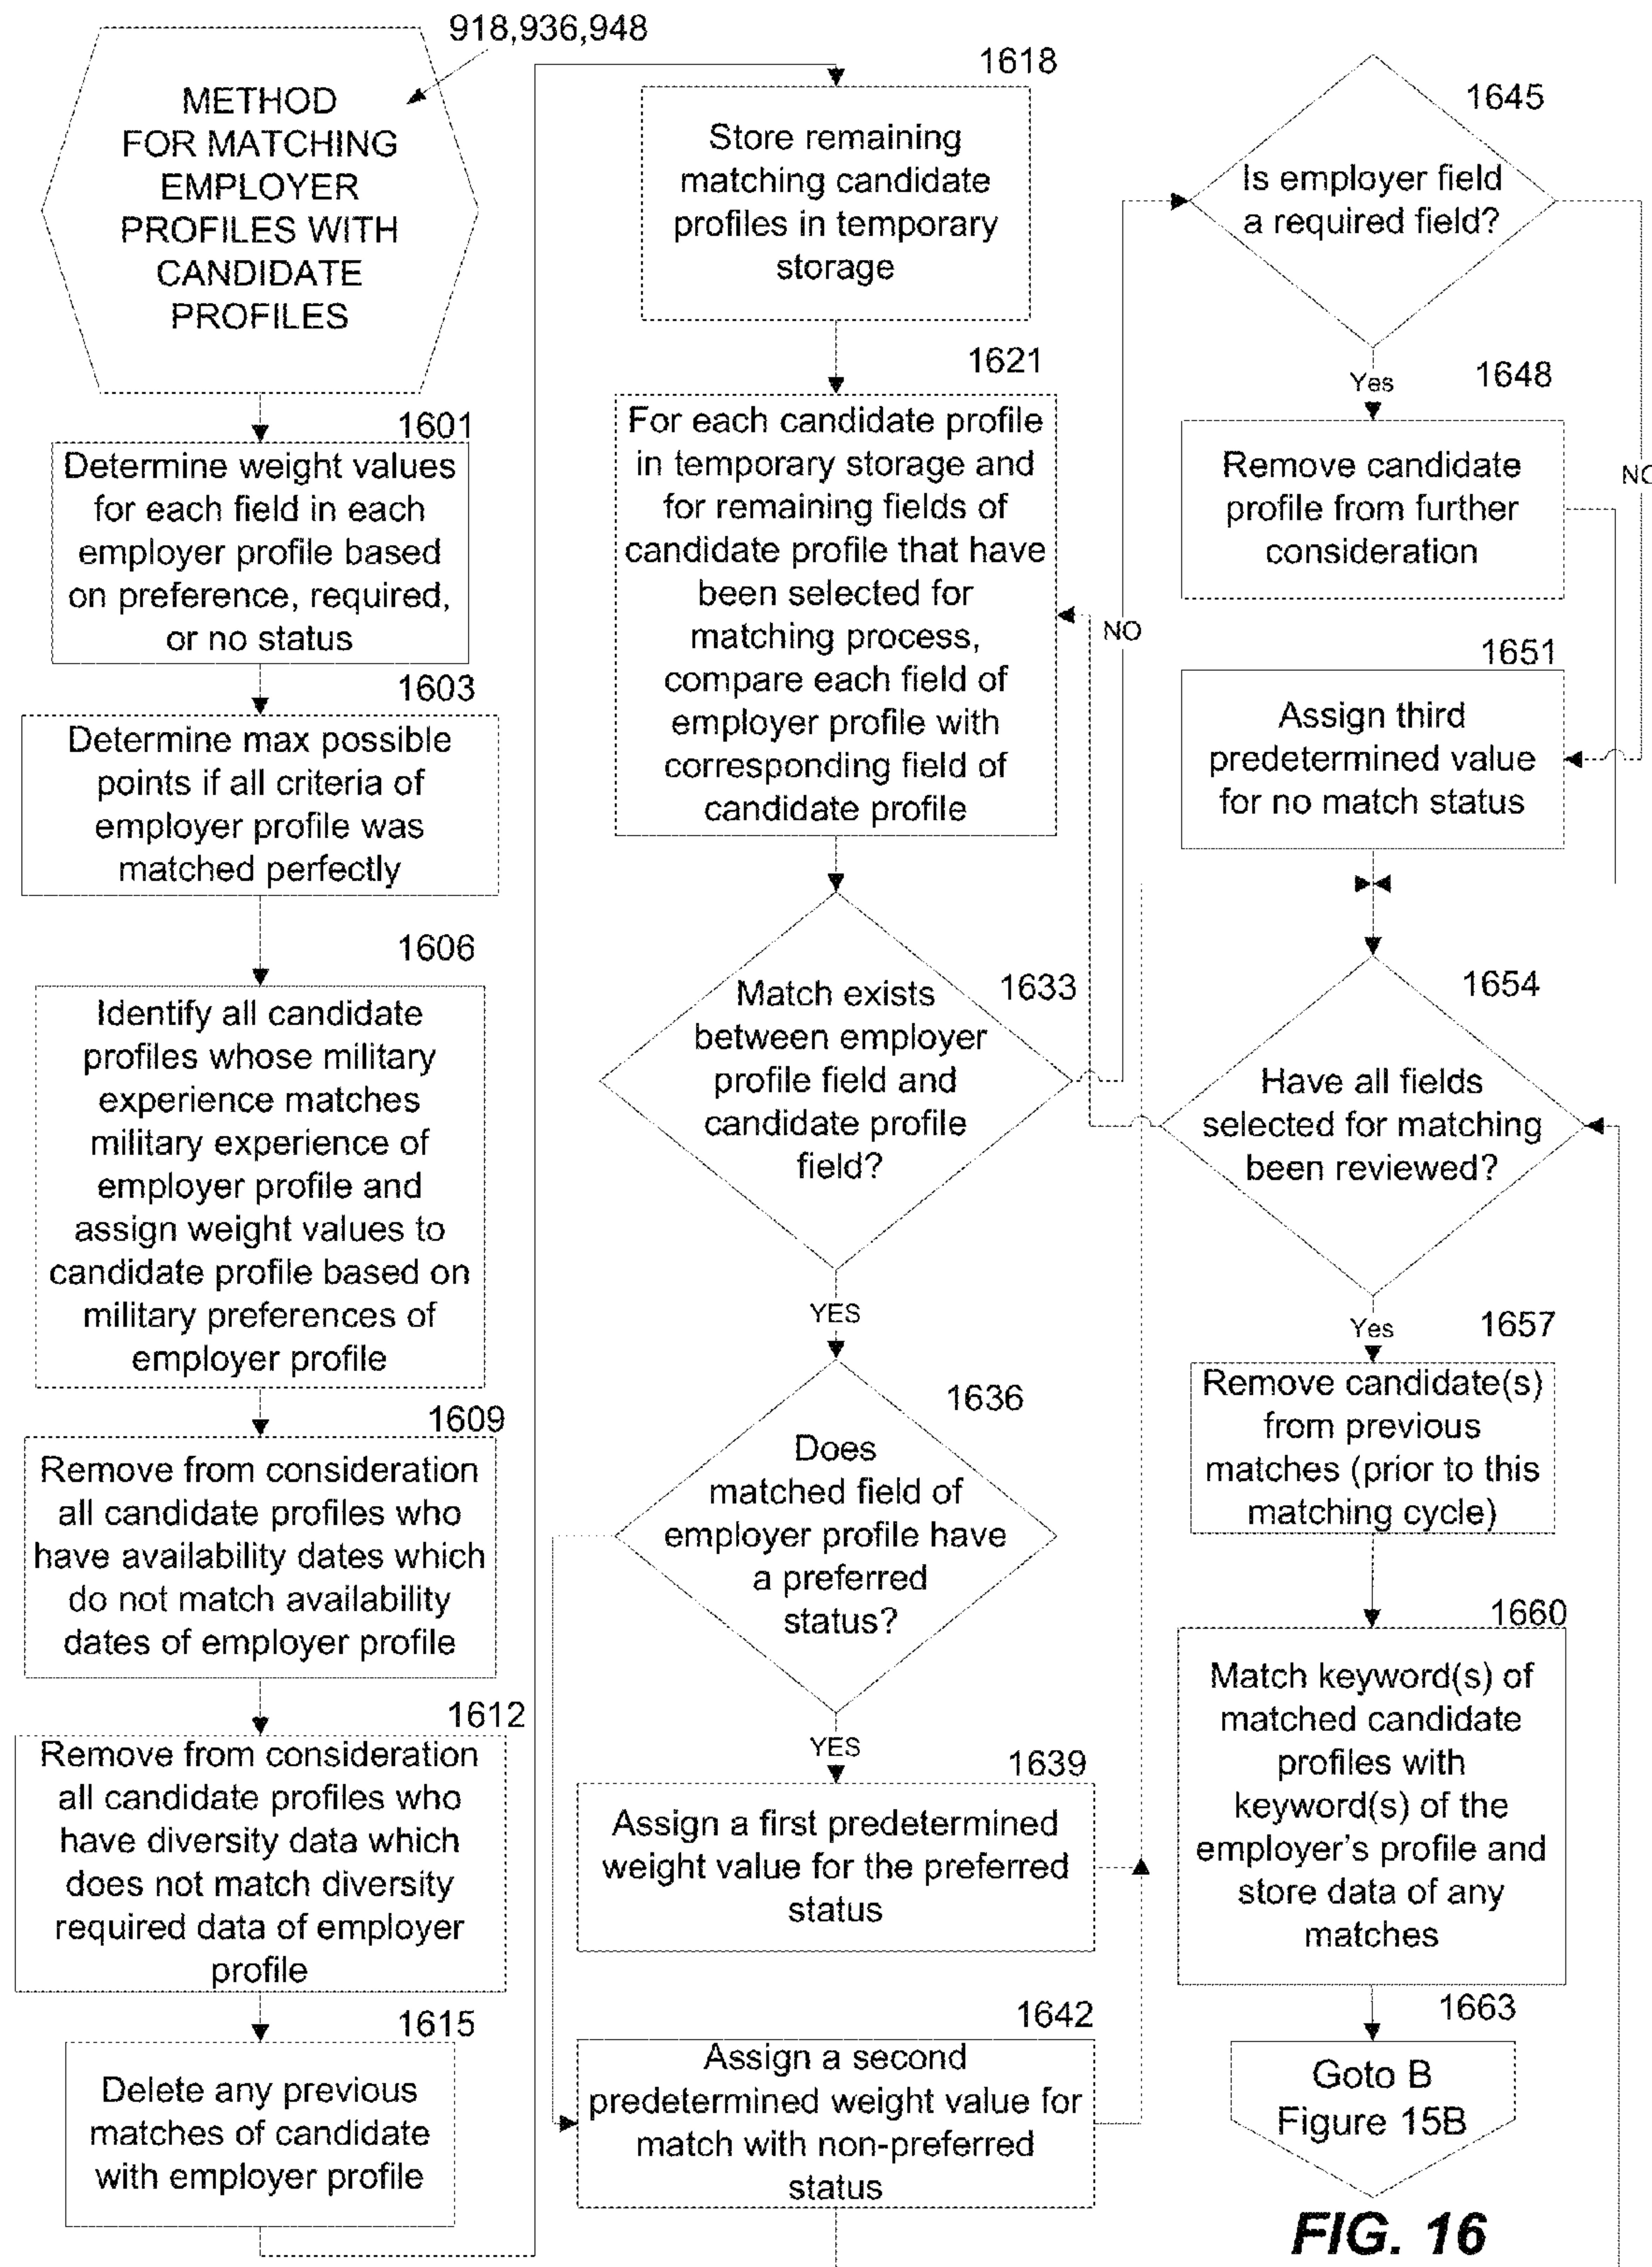 918,936,948
METHOD
FOR MATCHING
EMPLOYER
PROFILES WITH
CANDIDATE
PROFILES
1601
Determine weight values
for each field in each
employer profile based
on preference, required,
or no status
1603
Determine max possible
points if all criteria of
employer profile was
matched perfectly
1606
Identify all candidate
profiles whose military
experience matches
military experience of
employer profile and
assign weight values to
candidate profile based on
military preferences of
employer profile
1609
Remove from consideration
all candidate profiles who
have availability dates which
do not match availability
dates of employer profile
1612
Remove from consideration
all candidate profiles who
have diversity data which
does not match diversity
required data of employer
profile
1615
Delete any previous
matches of candidate
with employer profile
1618
Store remaining
matching candidate
profiles in temporary
storage
1621
For each candidate profile
in temporary storage and
for remaining fields of
candidate profile that have
been selected for
matching process,
compare each field of
employer profile with
corresponding field of
candidate profile
1633
Match exists
between employer
profile field and
candidate profile
field?
NO
YES
1636
Does
matched field of
employer profile have
a preferred
status?
YES
1639
Assign a first predetermined
weight value for the preferred
status
1642
Assign a second
predetermined weight value for
match with non-preferred
status
1645
Is employer field
a required field?
Yes
NO
1648
Remove candidate
profile from further
consideration
1651
Assign third
predetermined value
for no match status
1654
Have all fields
selected for matching
been reviewed?
Yes
1657
Remove candidate(s)
from previous
matches (prior to this
matching cycle)
1660
Match keyword(s) of
matched candidate
profiles with
keyword(s) of the
employer's profile and
store data of any
matches
1663
Goto B
Figure 15B
FIG. 16